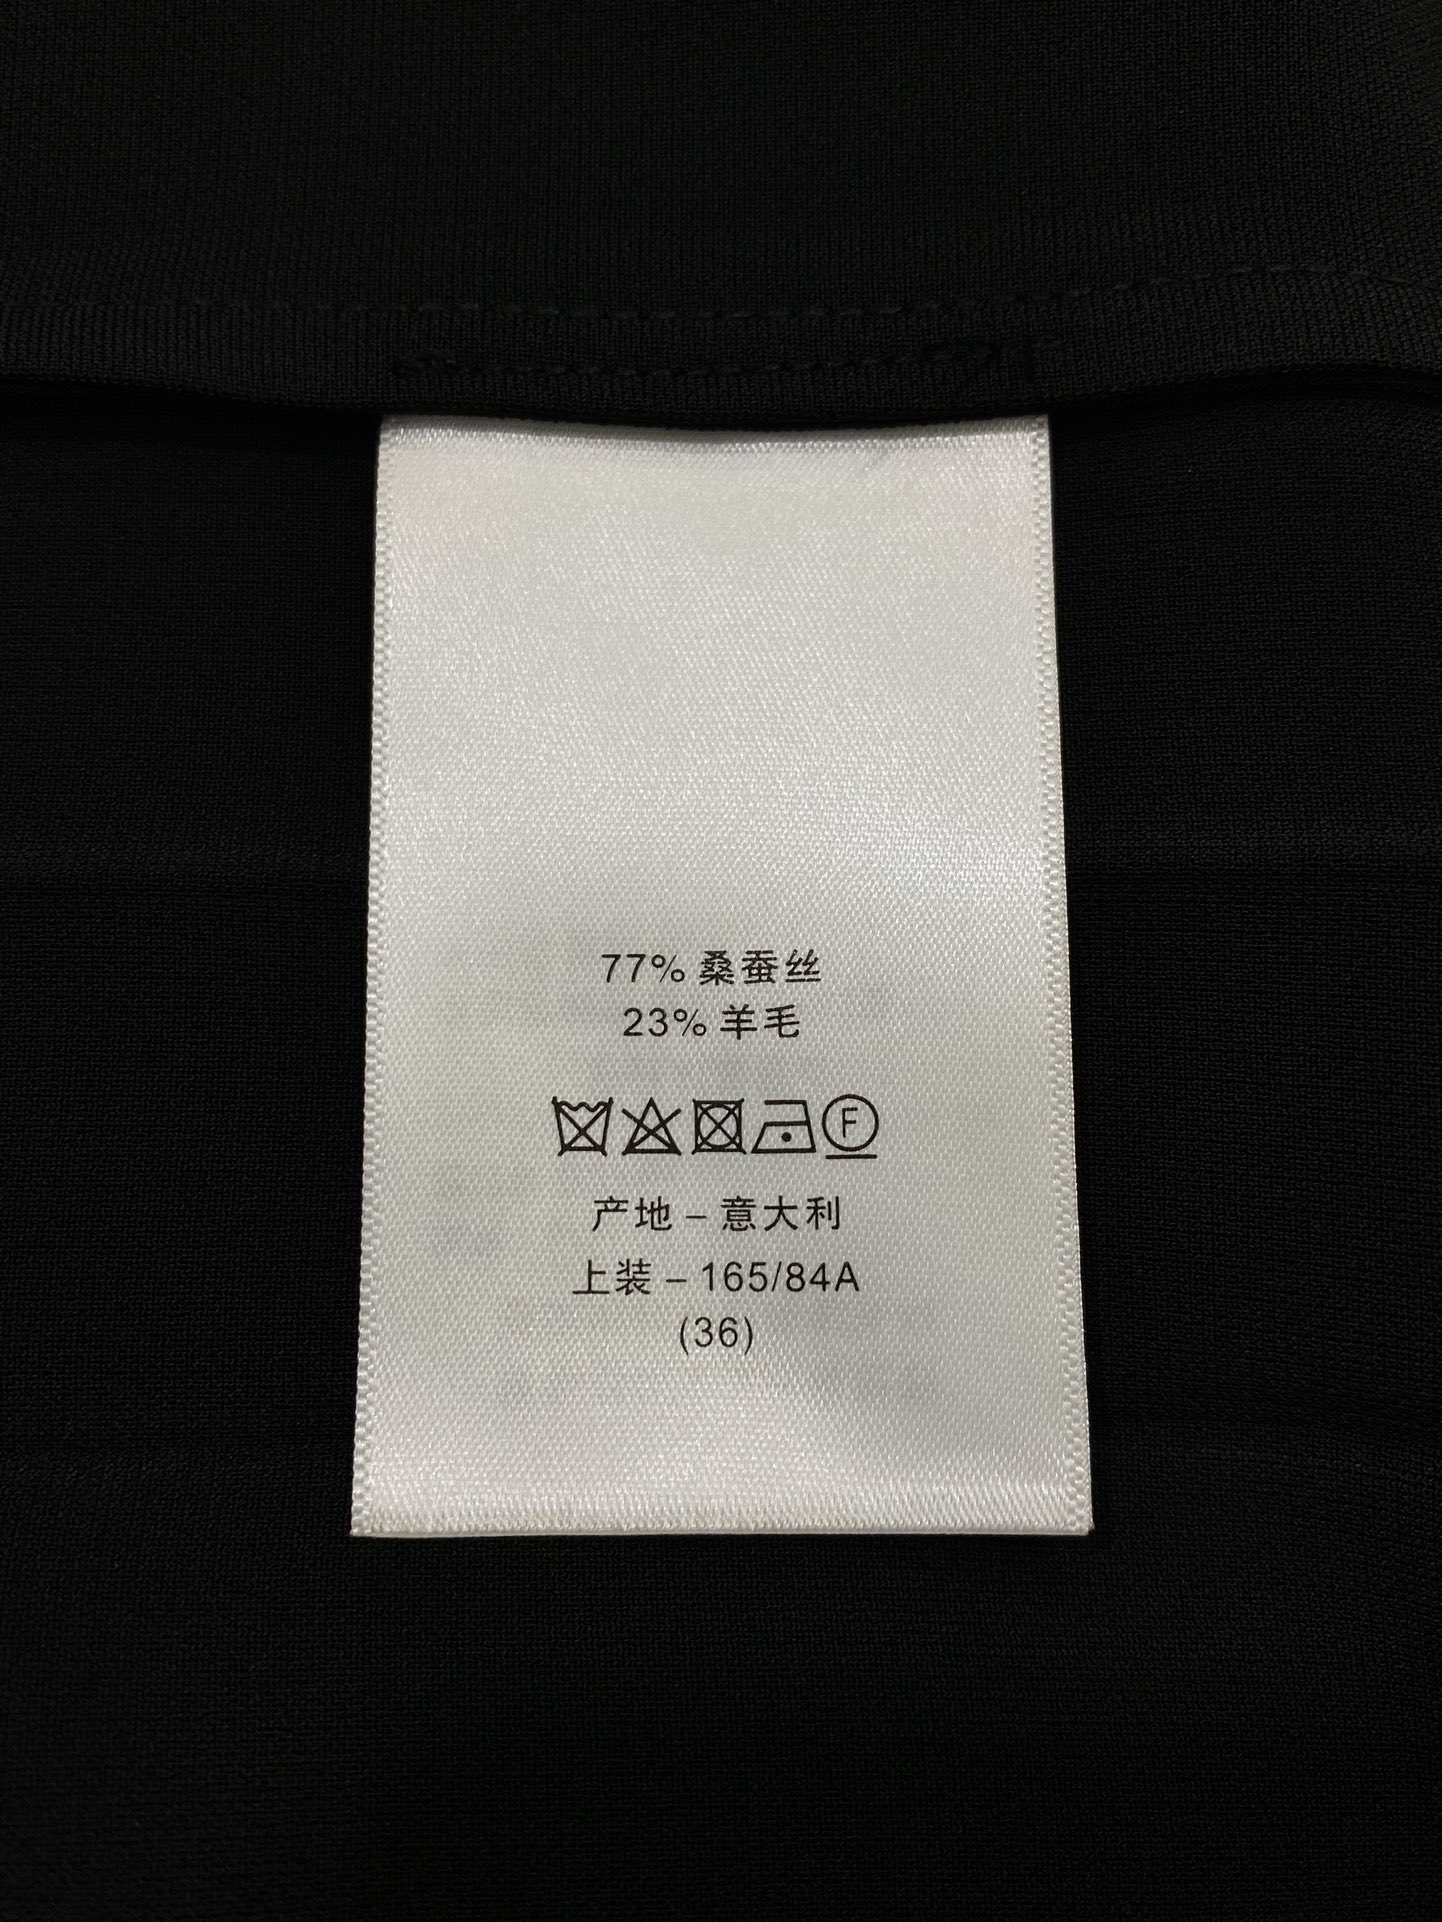 77% 桑蚕丝
23% 羊毛
F
产地 – 意大利
上装 – 165/84A
(36)